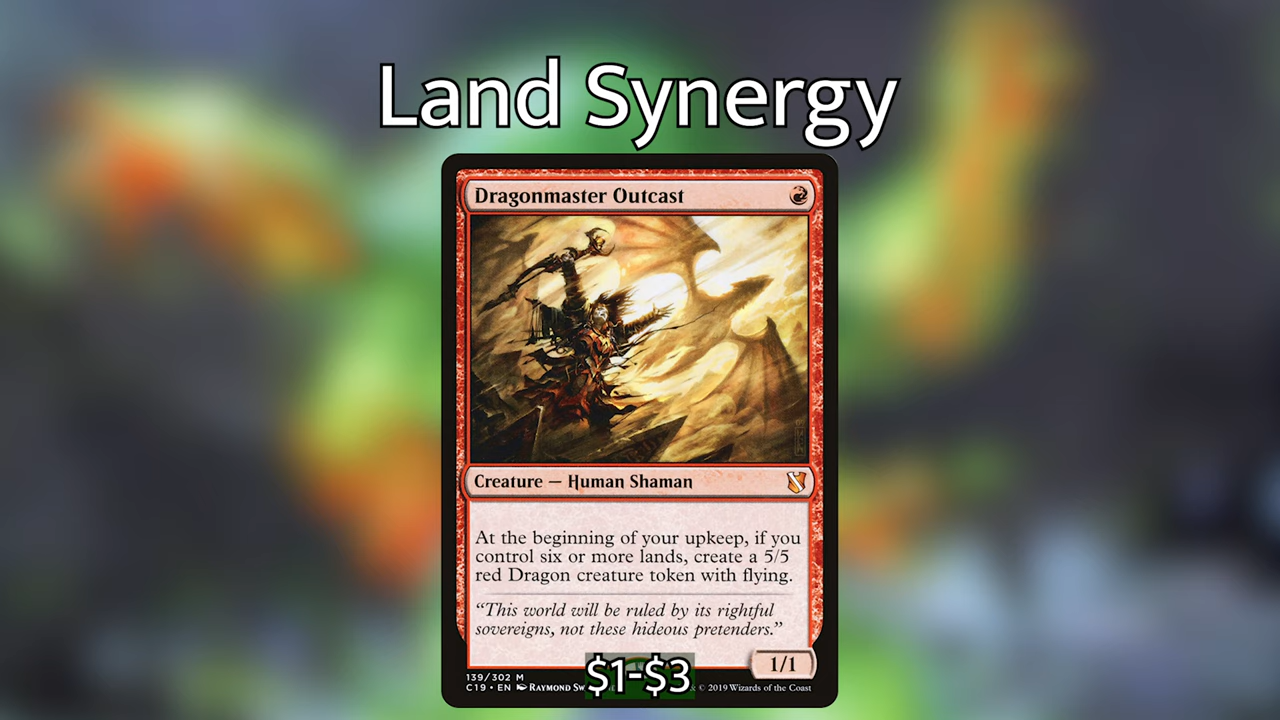 Land Synergy
Dragonmaster Outcast
Creature — Human Shaman
At the beginning of your upkeep, if you
control six or more lands, create a 5/5
red Dragon creature token with flying.
“This world will be ruled by its rightful
sovereigns, not these hideous pretenders.”
1/1
139/302 M
C19 • EN RAYMOND SW © 2019 Wizards of the Coast
$1-$3